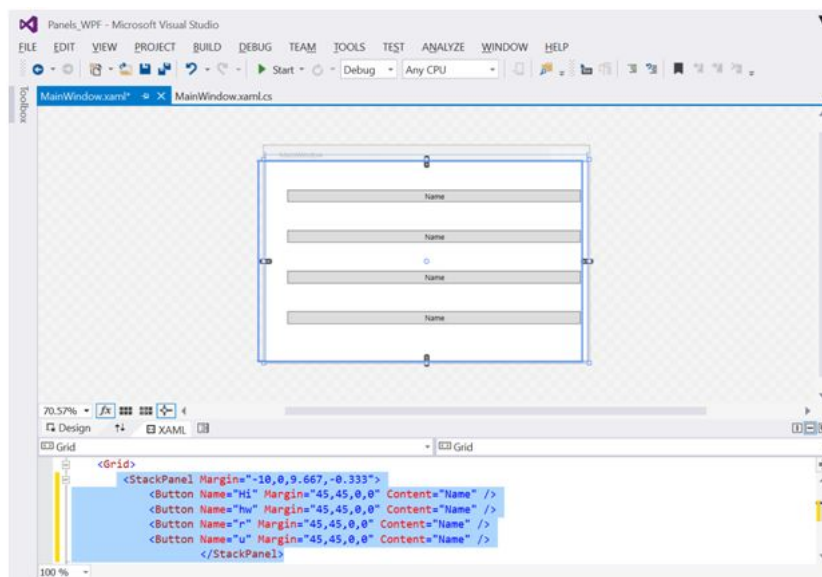 Panels_WPF - Microsoft Visual Studio
FILE EDIT VIEW PROJECT BUILD DEBUG TEAM TOOLS TEST ANALYZE WINDOW HELP
Start Debug Any CPU
Toolbox
MainWindow.xaml* MainWindow.xaml.cs
Name
Name
Name
Name
70.57% fx
Design XAML
Grid Grid
<Grid>
<StackPanel Margin="-10,0,9.667,-0.333">
<Button Name="Hi" Margin="45,45,0,0" Content="Name" />
<Button Name="hw" Margin="45,45,0,0" Content="Name" />
<Button Name="r" Margin="45,45,0,0" Content="Name" />
<Button Name="u" Margin="45,45,0,0" Content="Name" />
</StackPanel>
100 %